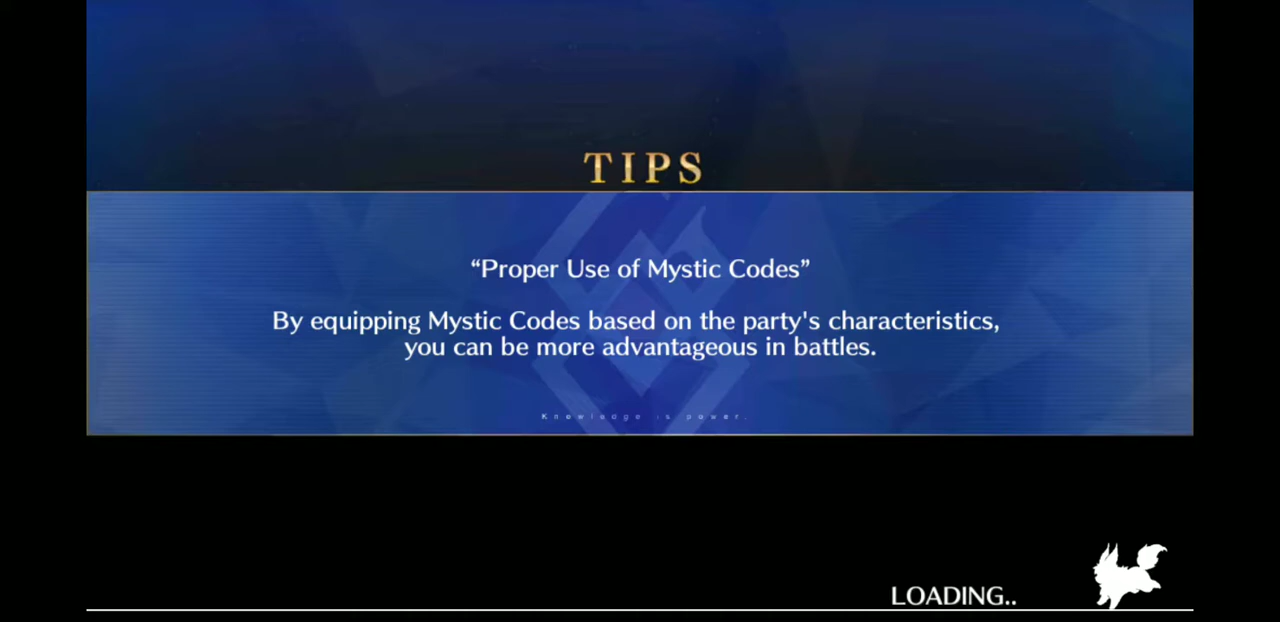 TIPS
“Proper Use of Mystic Codes”
By equipping Mystic Codes based on the party's characteristics,
you can be more advantageous in battles.
Knowledge is power.
LOADING..